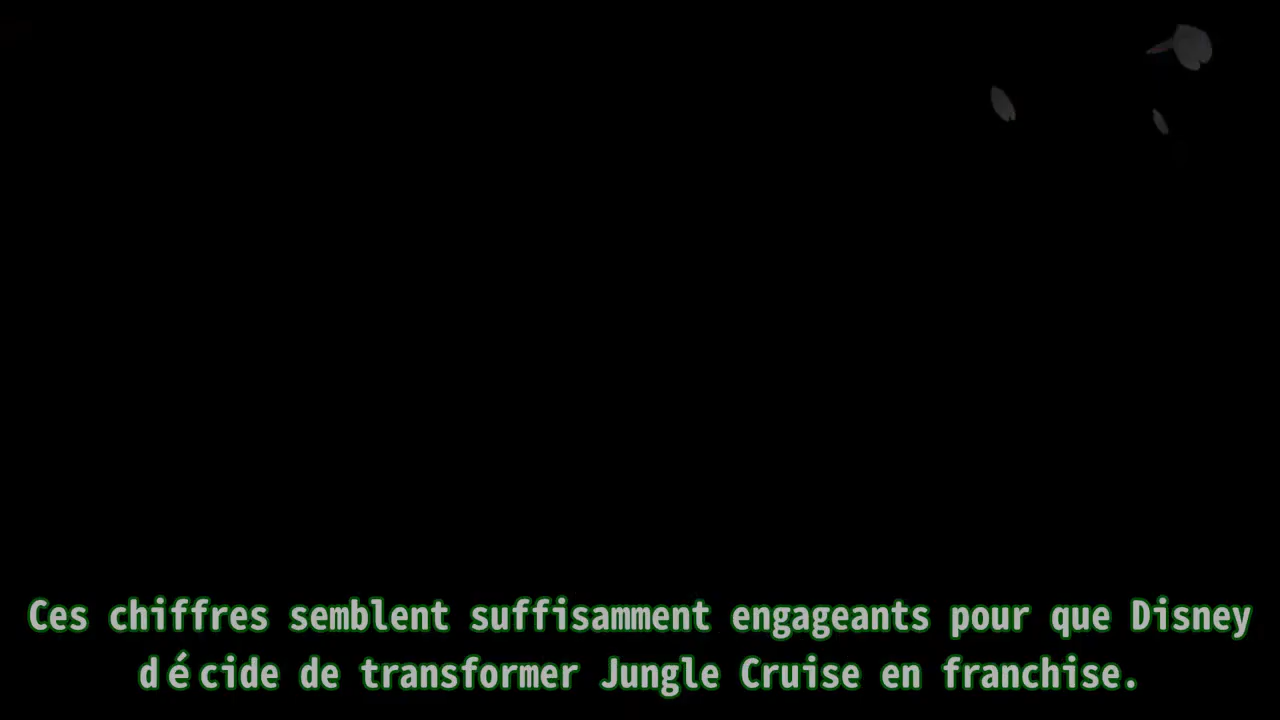 Ces chiffres semblent suffisamment engageants pour que Disney
décide de transformer Jungle Cruise en franchise.